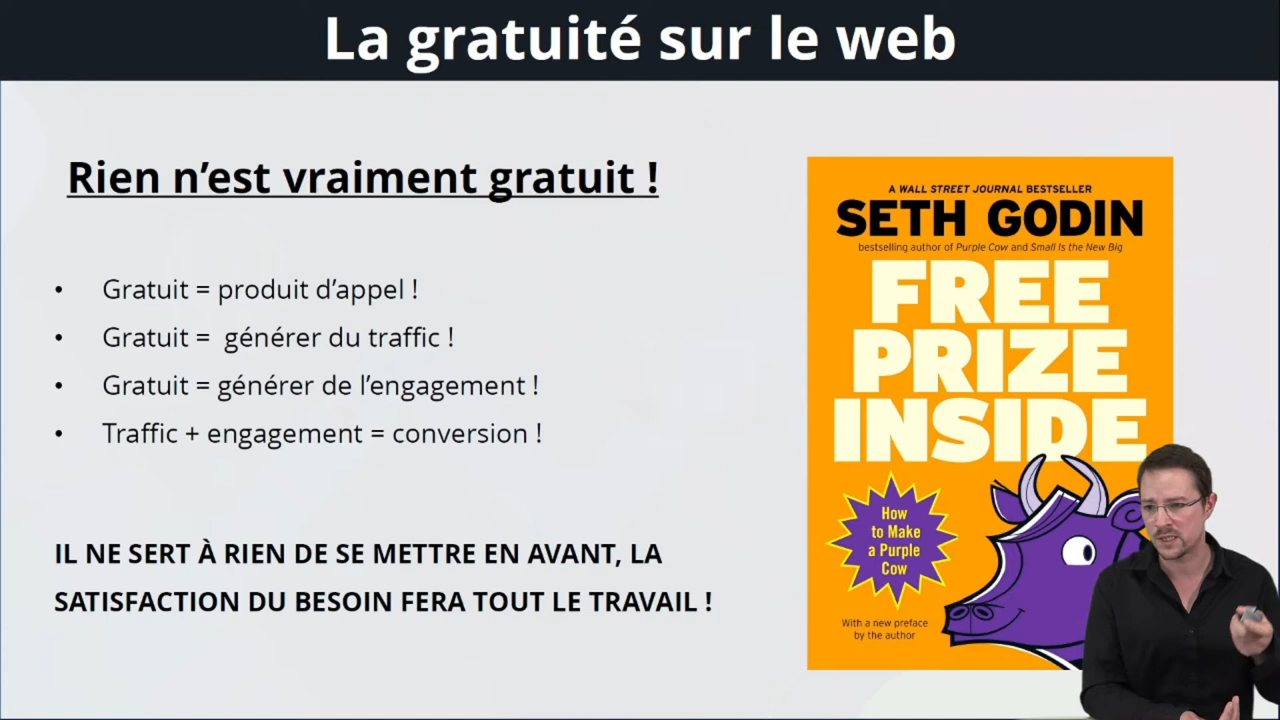 La gratuité sur le web
Rien n’est vraiment gratuit !
• Gratuit = produit d’appel !
• Gratuit = générer du traffic !
• Gratuit = générer de l’engagement !
• Traffic + engagement = conversion !
IL NE SERT À RIEN DE SE METTRE EN AVANT, LA
SATISFACTION DU BESOIN FERA TOUT LE TRAVAIL !
A WALL STREET JOURNAL BESTSELLER
SETH GODIN
bestselling author of Purple Cow and Small Is the New Big
FREE
PRIZE
INSIDE
How
to Make
a Purple
Cow
With a new preface
by the author